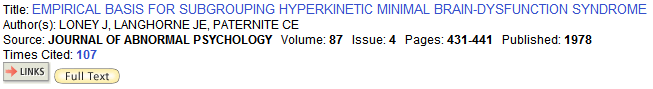 Title: EMPIRICAL BASIS FOR SUBGROUPING HYPERKINETIC MINIMAL BRAIN-DYSFUNCTION SYNDROME
Author(s): LONEY J, LANGHORNE JE, PATERNITE CE
Source: JOURNAL OF ABNORMAL PSYCHOLOGY Volume: 87 Issue: 4 Pages: 431-441 Published: 1978
Times Cited: 107
LINKS Full Text